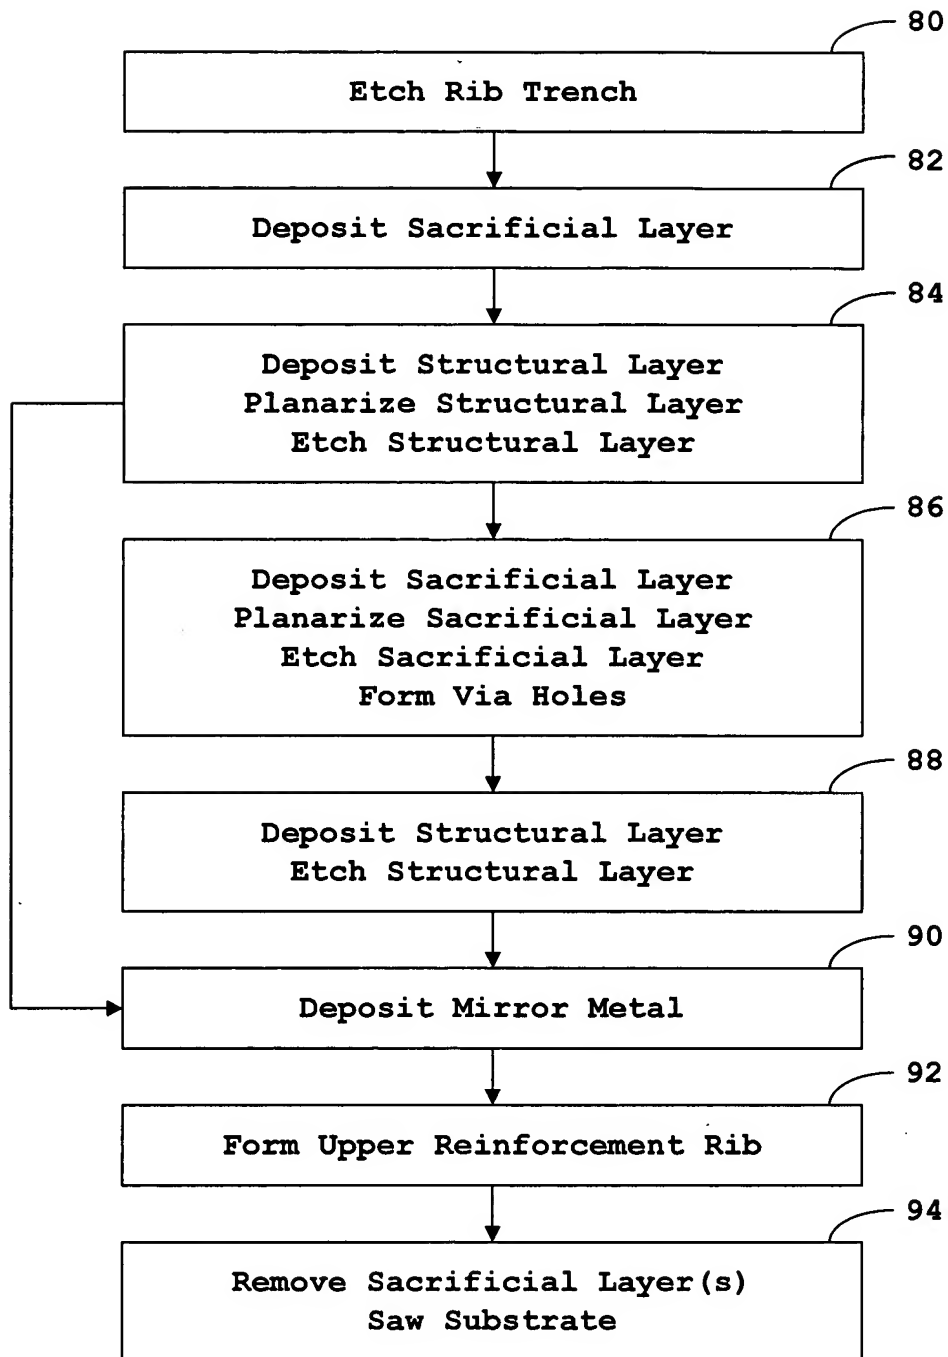 80
Etch Rib Trench
82
Deposit Sacrificial Layer
84
Deposit Structural Layer
Planarize Structural Layer
Etch Structural Layer
86
Deposit Sacrificial Layer
Planarize Sacrificial Layer
Etch Sacrificial Layer
Form Via Holes
88
Deposit Structural Layer
Etch Structural Layer
90
Deposit Mirror Metal
92
Form Upper Reinforcement Rib
94
Remove Sacrificial Layer(s)
Saw Substrate